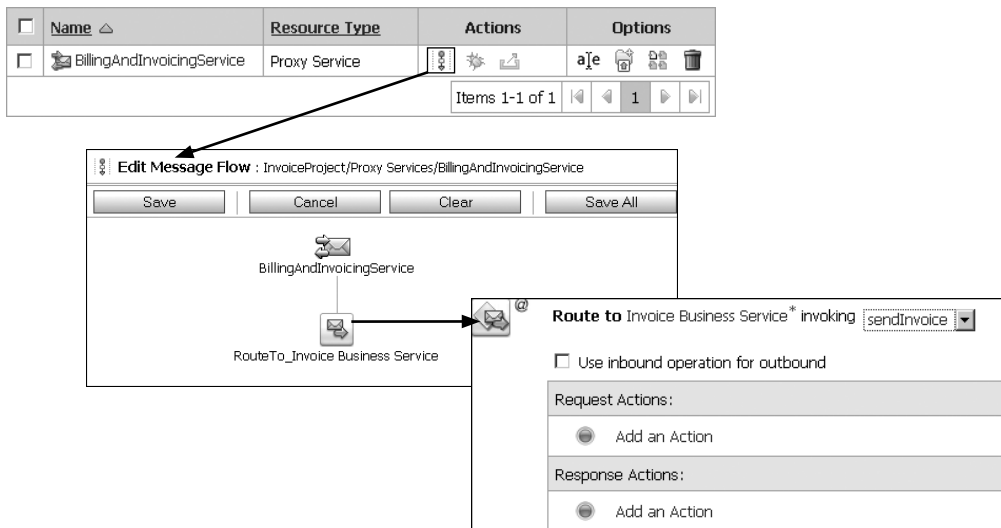 Name Resource Type Actions Options
BillingAndInvoicingService Proxy Service
Items 1-1 of 1 1
Edit Message Flow : InvoiceProject/Proxy Services/BillingAndInvoicingService
Save Cancel Clear Save All
BillingAndInvoicingService
RouteTo_Invoice Business Service
@ Route to Invoice Business Service* invoking sendInvoice
Use inbound operation for outbound
Request Actions:
Add an Action
Response Actions:
Add an Action